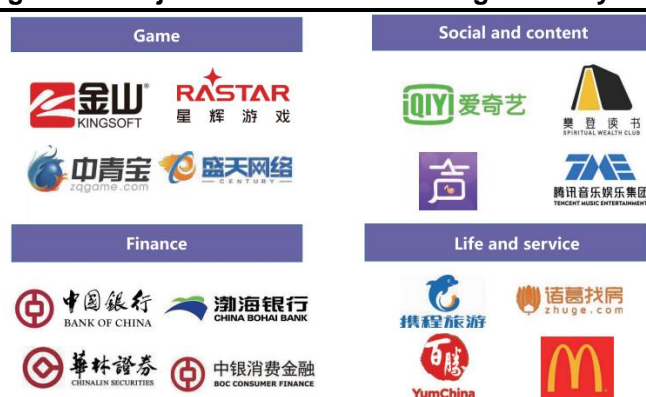 Game
金山®
KINGSOFT
RASTAR
星 辉 游 戏
中青宝
zqgame.com
盛天网络
CENTURY
Social and content
iQIYI 爱奇艺
樊 登 读 书
SPIRITUAL WEALTH CLUB
TME
腾讯音乐娱乐集团
TENCENT MUSIC ENTERTAINMENT
Finance
中国银行
BANK OF CHINA
渤海银行
CHINA BOHAI BANK
華林證券
CHINALIN SECURITIES
中银消费金融
BOC CONSUMER FINANCE
Life and service
携程旅游
诸葛找房
zhuge.com
百勝
YumChina